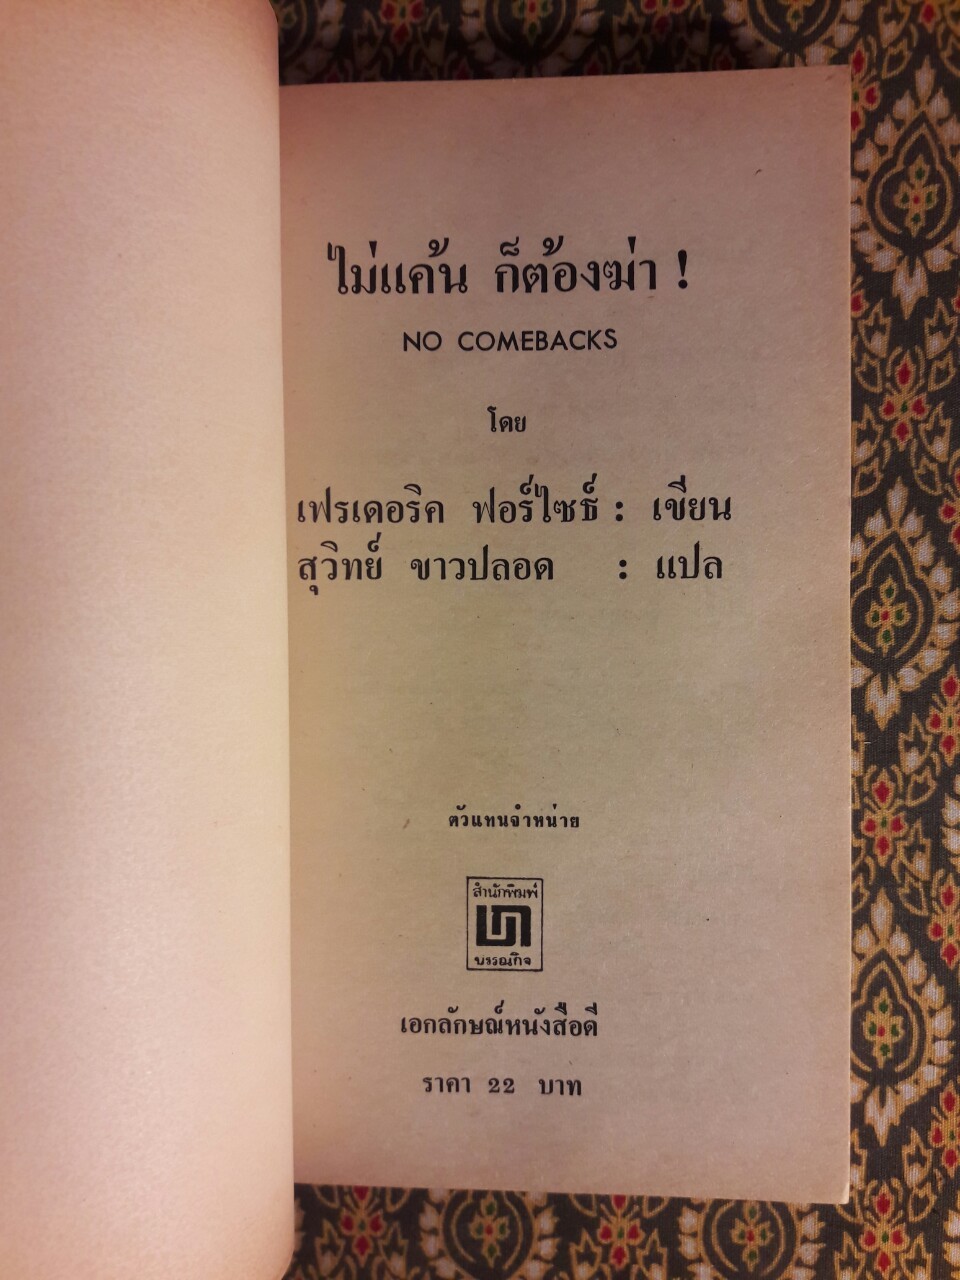 ไม่แค้น ก็ต้องฆ่า !
NO COMEBACKS
โดย
เฟรเดอริค ฟอร์ไซธ์ : เขียน
สุวิทย์ ขาวปลอด : แปล
ตัวแทนจำหน่าย
สำนักพิมพ์
บรรณกิจ
เอกลักษณ์หนังสือดี
ราคา 22 บาท